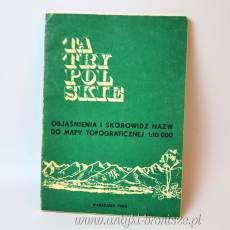 TA
TRY
POL
SKIE
OBJAŚNIENIA I SKOROWIDZ NAZW
DO MAPY TOPOGRAFICZNEJ 1:10 000
www.antyki-bronisze.pl